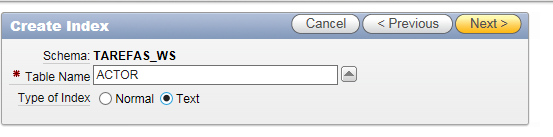 Create Index Cancel < Previous Next >
Schema: TAREFAS_WS
* Table Name ACTOR
Type of Index Normal Text